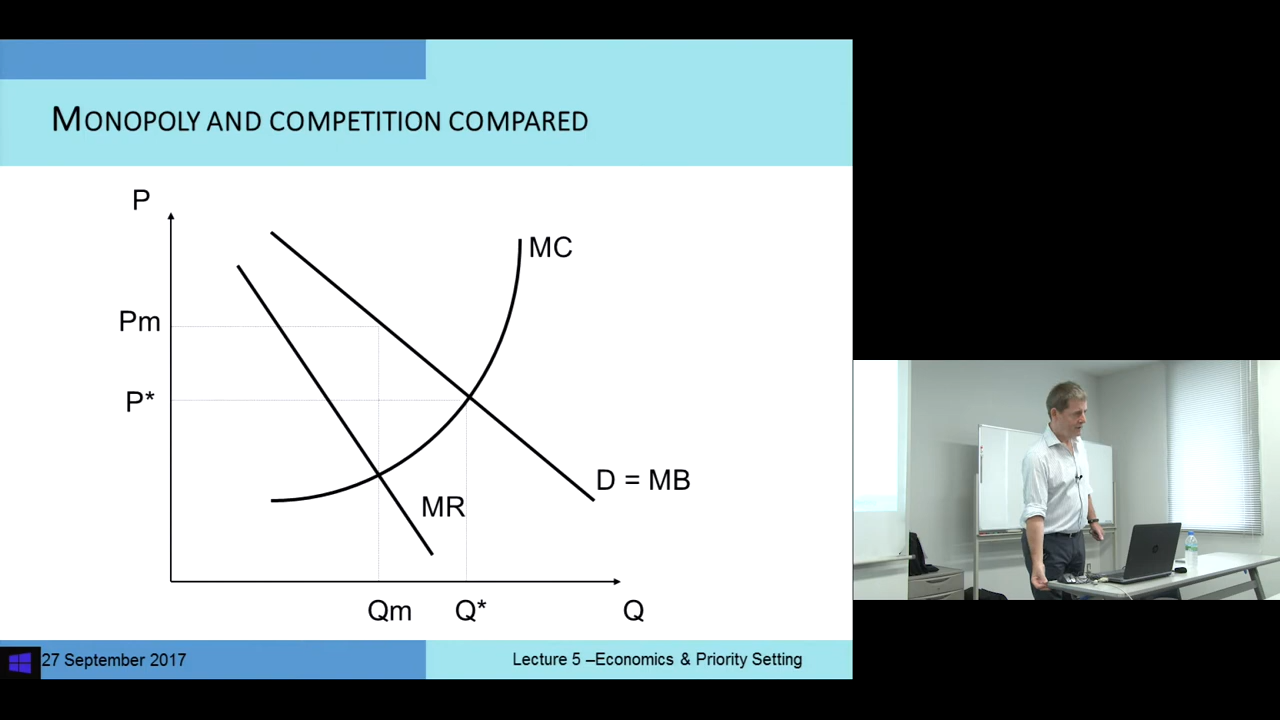 MONOPOLY AND COMPETITION COMPARED
P
MC
Pm
P*
D = MB
MR
Qm
Q*
Q
27 September 2017
Lecture 5 –Economics & Priority Setting